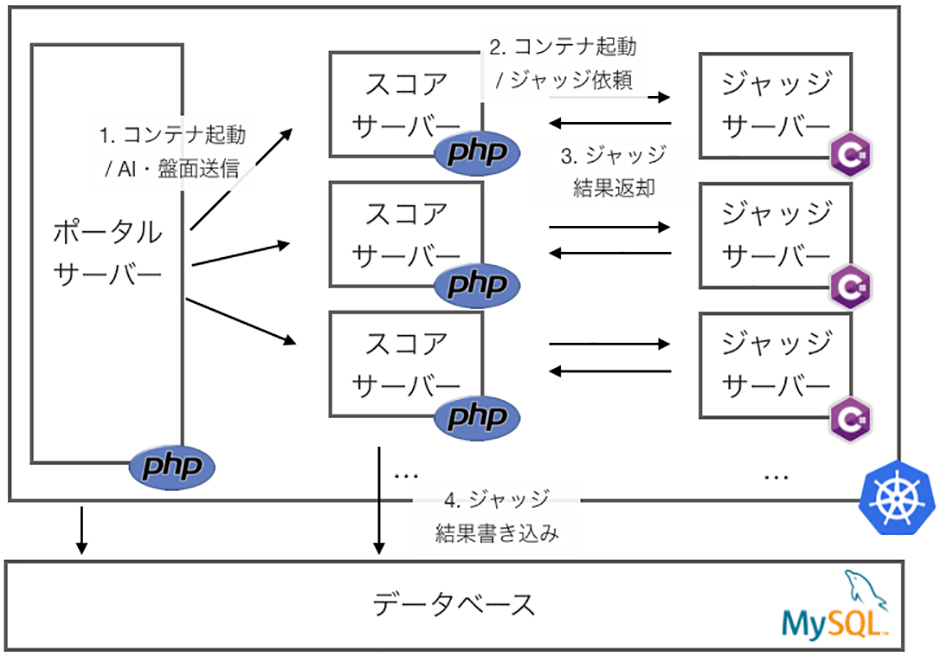 1. コンテナ起動
/ AI・盤面送信
ポータル
サーバー
php
スコア
サーバー
php
スコア
サーバー
php
スコア
サーバー
php
...
2. コンテナ起動
/ ジャッジ依頼
3. ジャッジ
結果返却
ジャッジ
サーバー
C#
ジャッジ
サーバー
C#
ジャッジ
サーバー
C#
...
4. ジャッジ
結果書き込み
データベース
MySQL™